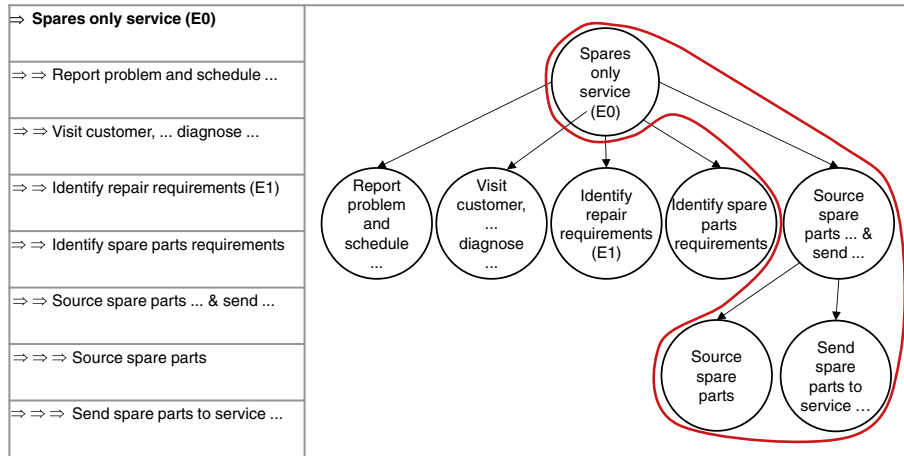 ⇒ Spares only service (E0)
⇒ ⇒ Report problem and schedule ...
⇒ ⇒ Visit customer, ... diagnose ...
⇒ ⇒ Identify repair requirements (E1)
⇒ ⇒ Identify spare parts requirements
⇒ ⇒ Source spare parts ... & send ...
⇒ ⇒ ⇒ Source spare parts
⇒ ⇒ ⇒ Send spare parts to service ...
Spares
only
service
(E0)
Report
problem
and
schedule
...
Visit
customer,
...
diagnose
...
Identify
repair
requirements
(E1)
Identify spare
parts
requirements
Source
spare
parts ... &
send ...
Source
spare
parts
Send
spare
parts to
service ...